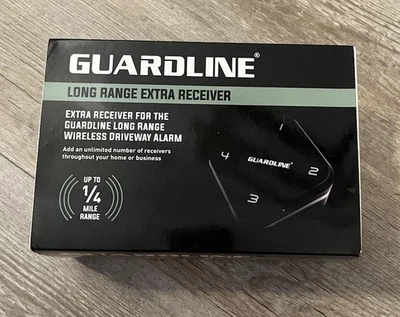 GUARDLINE®
LONG RANGE EXTRA RECEIVER
EXTRA RECEIVER FOR THE
GUARDLINE LONG RANGE
WIRELESS DRIVEWAY ALARM
Add an unlimited number of receivers
throughout your home or business
UP TO
1/4
MILE
RANGE
1
4
GUARDLINE®
2
3